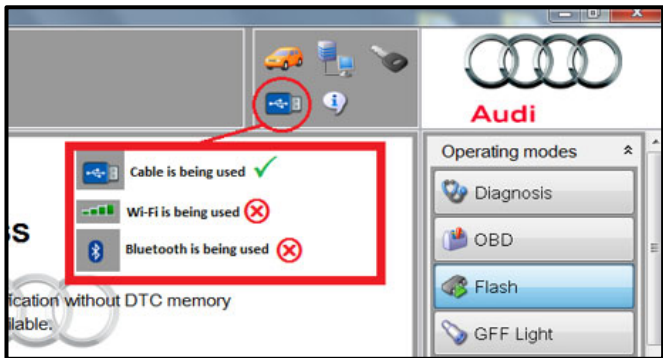 Audi
Cable is being used
Wi-Fi is being used
Bluetooth is being used
ss
fication without DTC memory
ilable.
Operating modes
Diagnosis
OBD
Flash
GFF Light